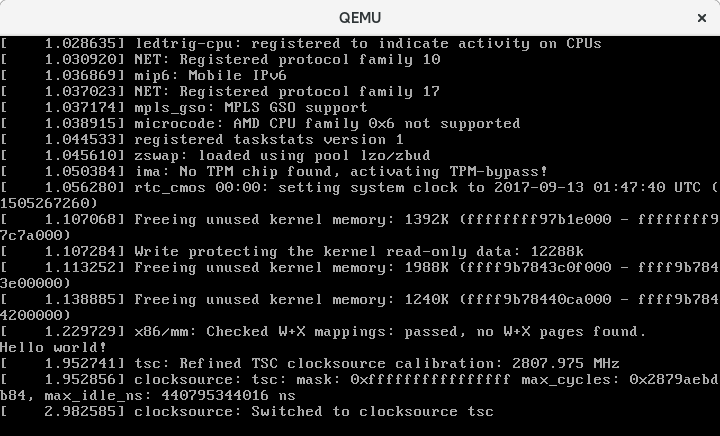 QEMU
[    1.028635] ledtrig-cpu: registered to indicate activity on CPUs
[    1.030920] NET: Registered protocol family 10
[    1.036869] mip6: Mobile IPv6
[    1.037023] NET: Registered protocol family 17
[    1.037174] mpls_gso: MPLS GSO support
[    1.038915] microcode: AMD CPU family 0x6 not supported
[    1.044533] registered taskstats version 1
[    1.045610] zswap: loaded using pool lzo/zbud
[    1.050384] ima: No TPM chip found, activating TPM-bypass!
[    1.056280] rtc_cmos 00:00: setting system clock to 2017-09-13 01:47:40 UTC (
1505267260)
[    1.107068] Freeing unused kernel memory: 1392K (ffffffff97b1e000 - ffffffff9
7c7a000)
[    1.107284] Write protecting the kernel read-only data: 12288k
[    1.113252] Freeing unused kernel memory: 1988K (ffff9b7843c0f000 - ffff9b784
3e00000)
[    1.138885] Freeing unused kernel memory: 1240K (ffff9b78440ca000 - ffff9b784
4200000)
[    1.229729] x86/mm: Checked W+X mappings: passed, no W+X pages found.
Hello world!
[    1.952741] tsc: Refined TSC clocksource calibration: 2807.975 MHz
[    1.952856] clocksource: tsc: mask: 0xffffffffffffffff max_cycles: 0x2879aebd
b84, max_idle_ns: 440795344016 ns
[    2.982585] clocksource: Switched to clocksource tsc